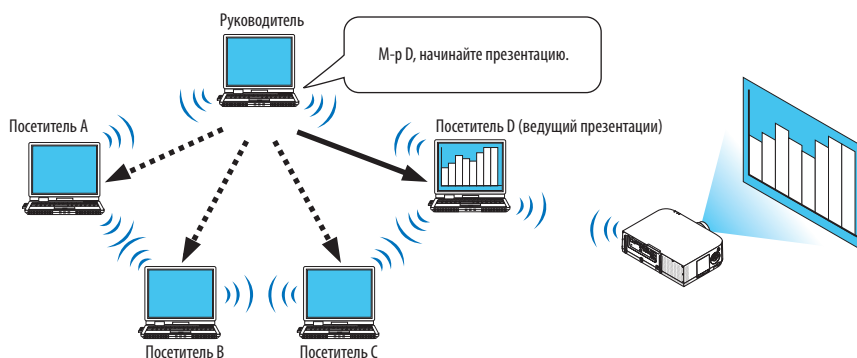 Руководитель
М-р D, начинайте презентацию.
Посетитель A
Посетитель D (ведущий презентации)
Посетитель B
Посетитель C